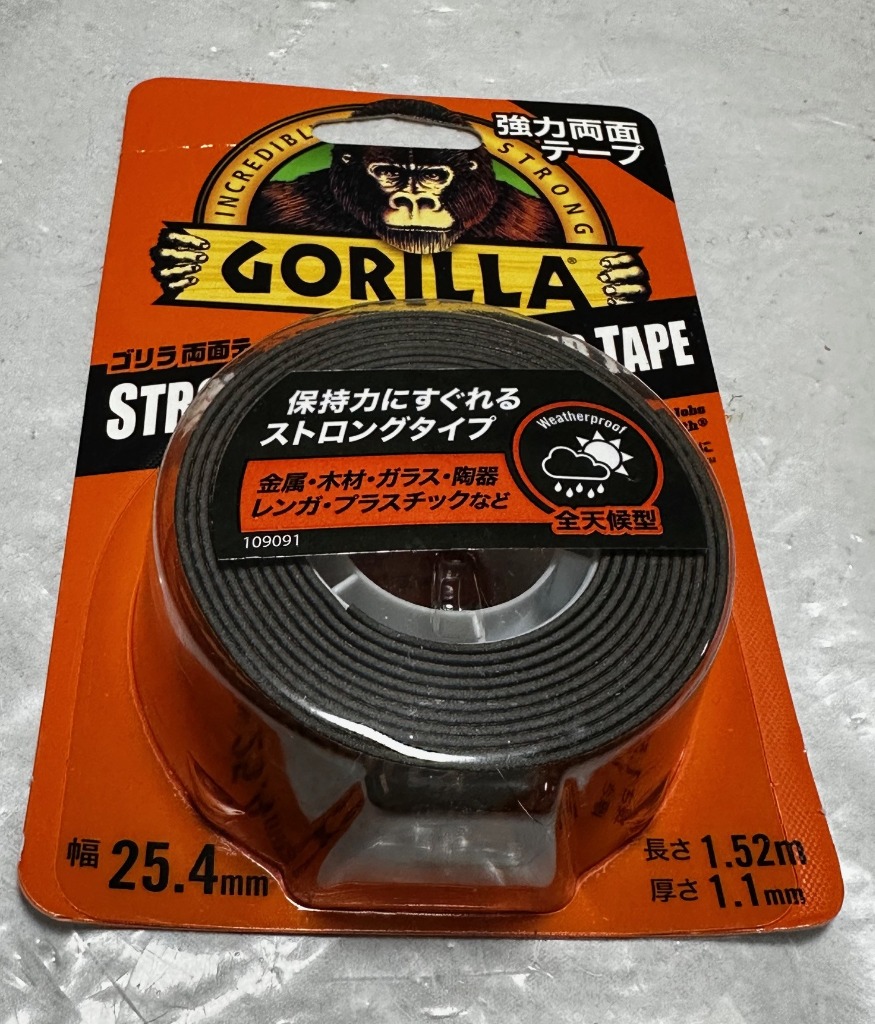 強力両面
テープ
INCREDIBL STRONG
GORILLA®
ゴリラ 両面テ
STR TAPE
保持力にすぐれる
ストロングタイプ
Weatherproof
金属・木材・ガラス・陶器
レンガ・プラスチックなど
全天候型
109091
幅 25.4mm
長さ 1.52m
厚さ 1.1mm